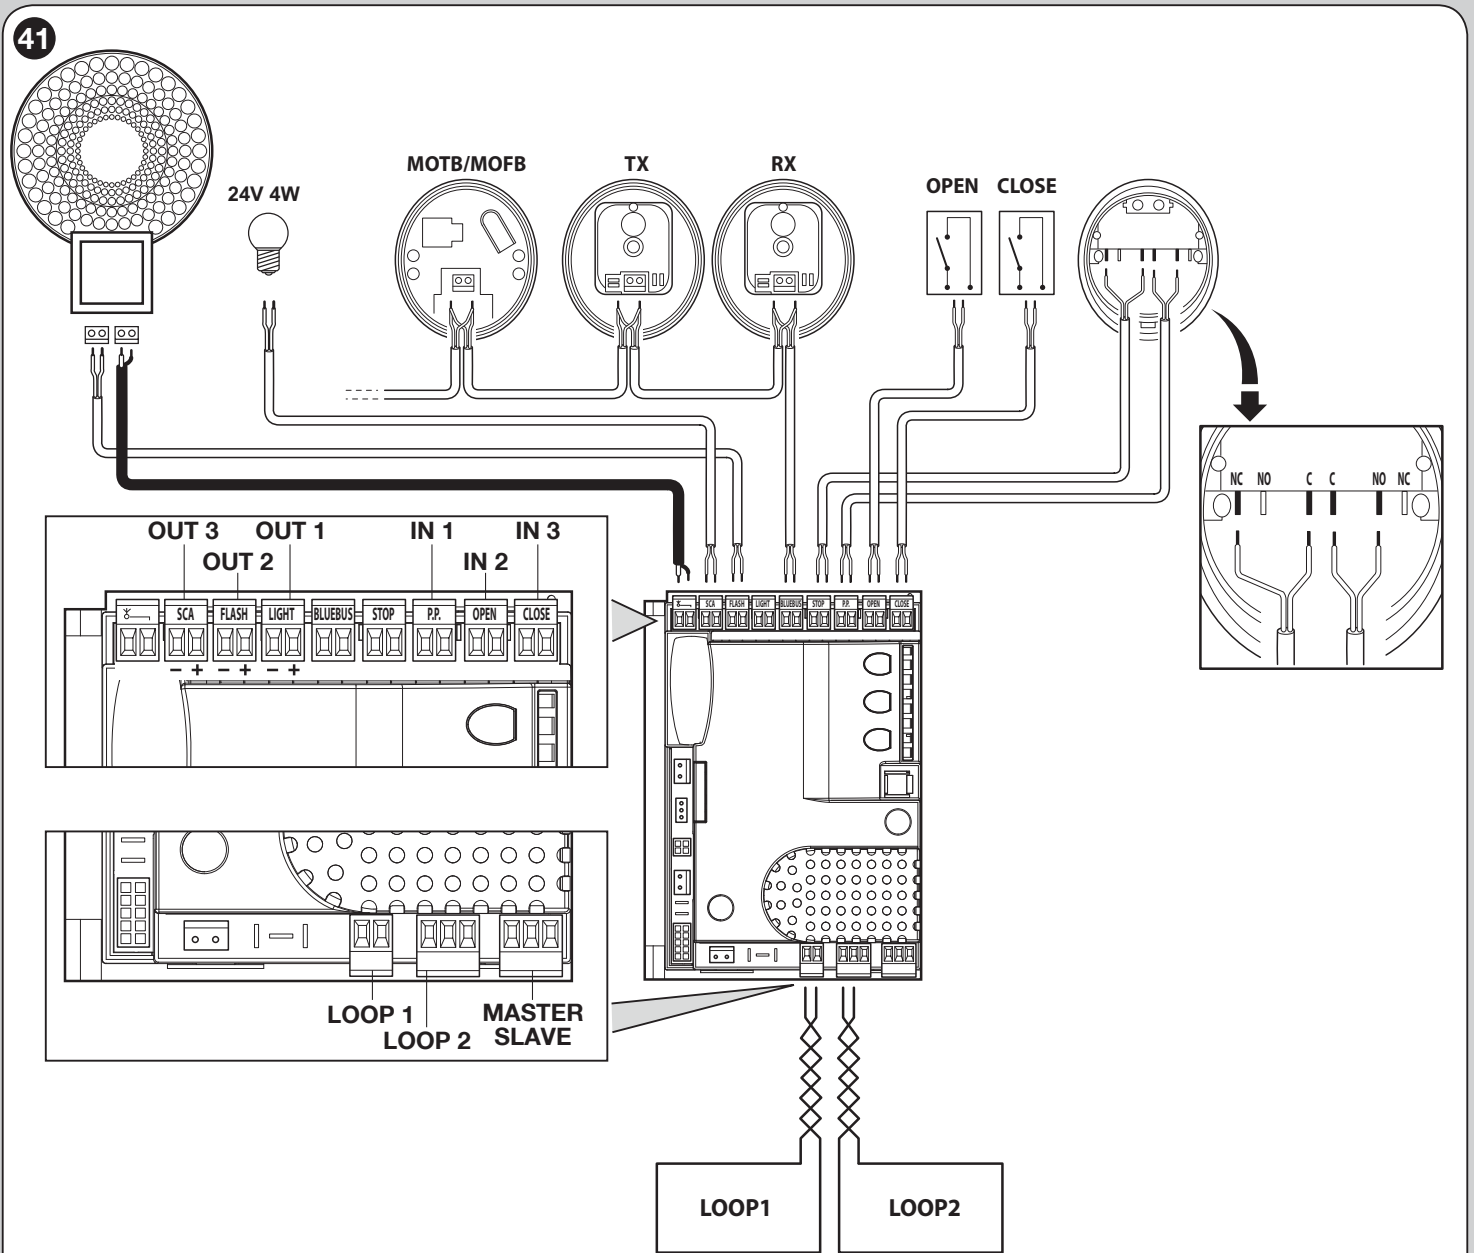 41
MOTB/MOFB
TX
RX
24V 4W
OPEN
CLOSE
NC NO C C NO NC
OUT 3
OUT 1
IN 1
IN 3
OUT 2
IN 2
SCA FLASH LIGHT BLUEBUS STOP P.P. OPEN CLOSE
− + − + − +
SCA FLASH LIGHT BLUEBUS STOP P.P. OPEN CLOSE
LOOP 1
LOOP 2
MASTER
SLAVE
LOOP1
LOOP2